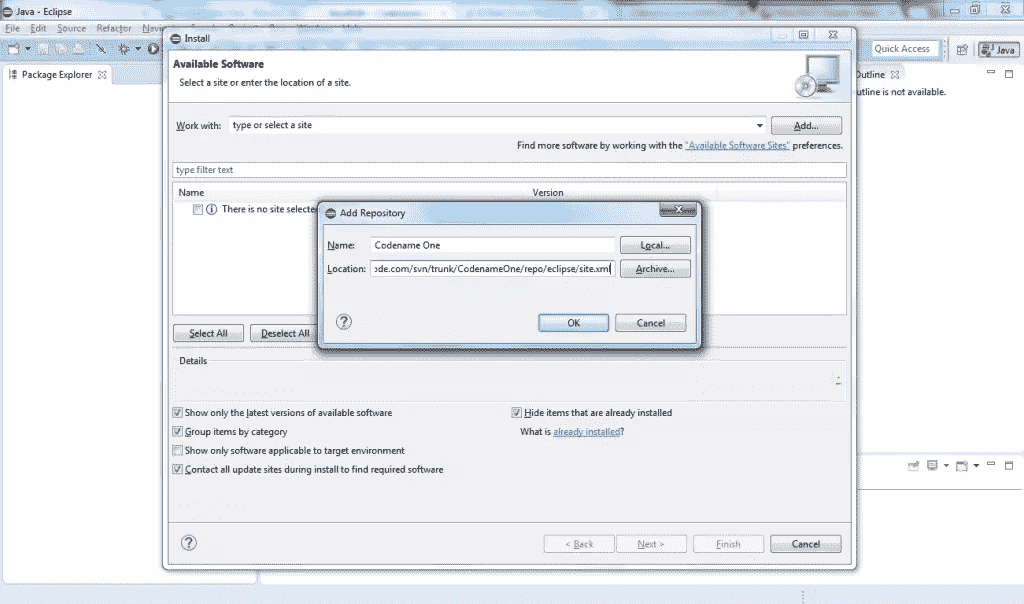 Java - Eclipse
File Edit Source Refactor
Quick Access
Java
Package Explorer
Outline
utline is not available.
Install
Available Software
Select a site or enter the location of a site.
Work with: type or select a site Add...
Find more software by working with the "Available Software Sites" preferences.
type filter text
Name Version
There is no site selected
Add Repository
Name: Codename One Local...
Location: ode.com/svn/trunk/CodenameOne/repo/eclipse/site.xml Archive...
? OK Cancel
Select All Deselect All
Details
Show only the latest versions of available software
Hide items that are already installed
Group items by category
What is already installed?
Show only software applicable to target environment
Contact all update sites during install to find required software
? < Back Next > Finish Cancel